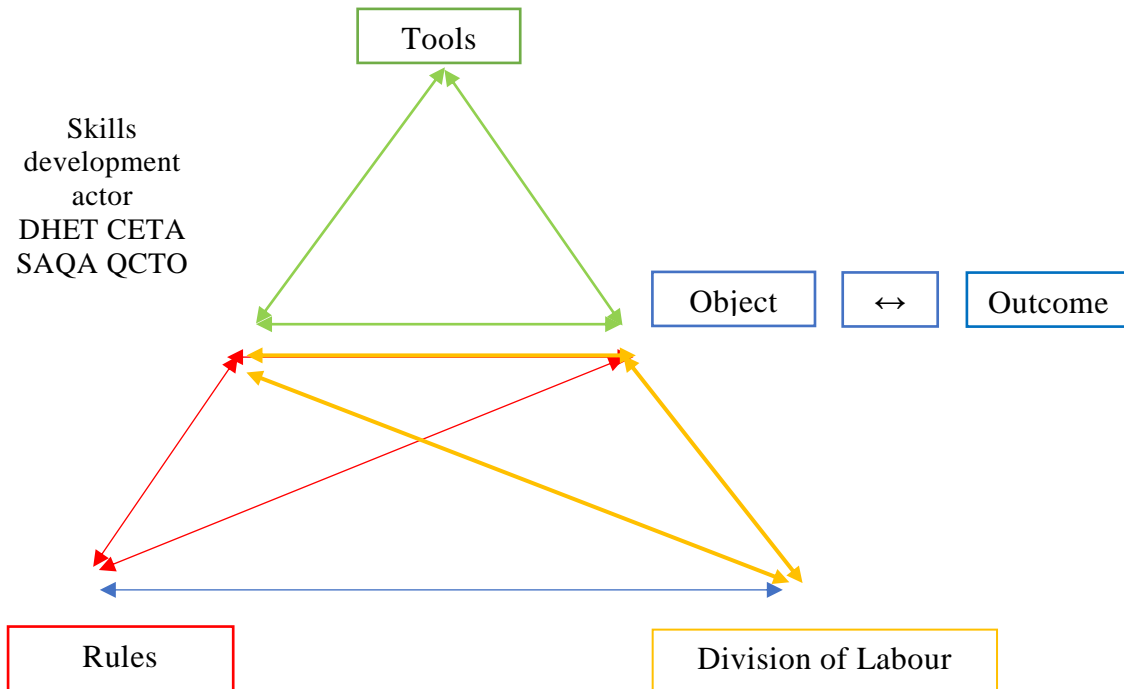 Tools
Skills
development
actor
DHET CETA
SAQA QCTO
Object
↔
Outcome
Rules
Division of Labour